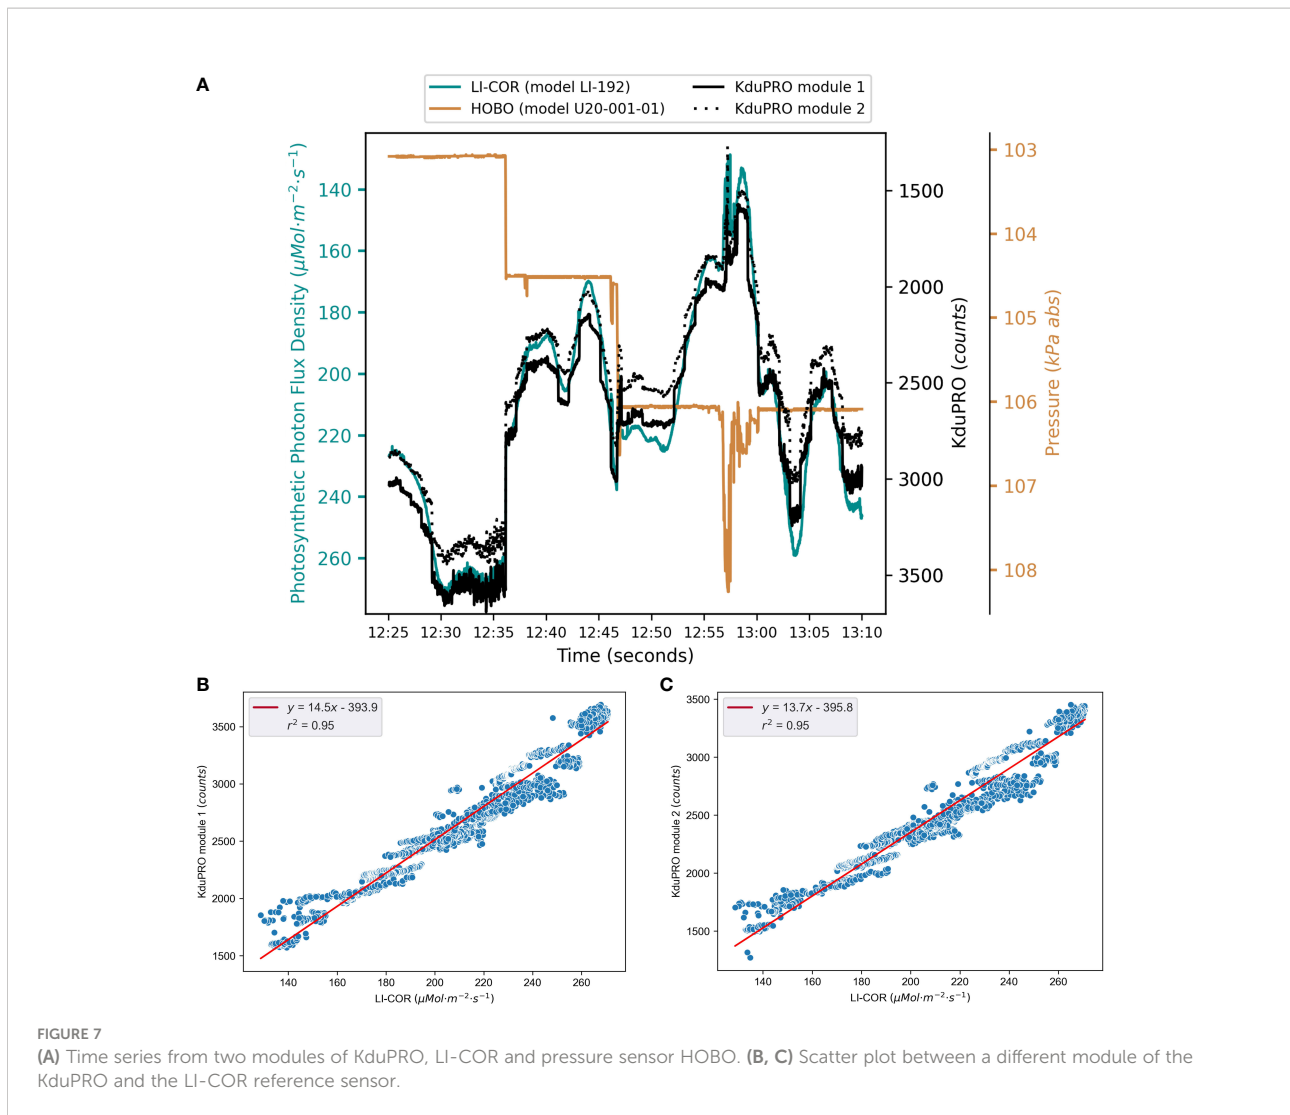 A
LI-COR (model LI-192)
HOBO (model U20-001-01)
KduPRO module 1
KduPRO module 2
Photosynthetic Photon Flux Density (μMol·m⁻²·s⁻¹)
140
160
180
200
220
240
260
1500
2000
2500
3000
3500
KduPRO (counts)
103
104
105
106
107
108
Pressure (kPa abs)
12:25 12:30 12:35 12:40 12:45 12:50 12:55 13:00 13:05 13:10
Time (seconds)
B
y = 14.5x - 393.9
r² = 0.95
KduPRO module 1 (counts)
3500
3000
2500
2000
1500
140 160 180 200 220 240 260
LI-COR (μMol·m⁻²·s⁻¹)
C
y = 13.7x - 395.8
r² = 0.95
KduPRO module 2 (counts)
3500
3000
2500
2000
1500
140 160 180 200 220 240 260
LI-COR (μMol·m⁻²·s⁻¹)
FIGURE 7
(A) Time series from two modules of KduPRO, LI-COR and pressure sensor HOBO. (B, C) Scatter plot between a different module of the
KduPRO and the LI-COR reference sensor.